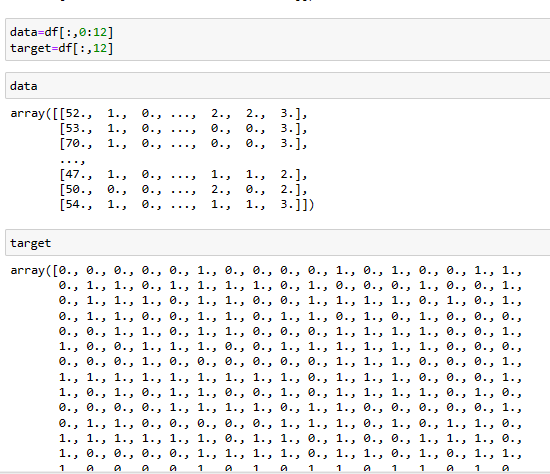 data=df[:,0:12]
target=df[:,12]
data
array([[52., 1., 0., ..., 2., 2., 3.],
[53., 1., 0., ..., 0., 0., 3.],
[70., 1., 0., ..., 0., 0., 3.],
...,
[47., 1., 0., ..., 1., 1., 2.],
[50., 0., 0., ..., 2., 0., 2.],
[54., 1., 0., ..., 1., 1., 3.]])
target
array([0., 0., 0., 0., 0., 1., 0., 0., 0., 0., 1., 0., 1., 0., 0., 1., 1.,
0., 1., 1., 0., 1., 1., 1., 1., 0., 1., 0., 0., 0., 1., 0., 0., 1.,
0., 1., 1., 1., 0., 1., 1., 0., 0., 1., 1., 1., 1., 0., 1., 0., 1.,
0., 1., 1., 0., 0., 1., 1., 0., 1., 1., 0., 1., 0., 1., 0., 0., 0.,
0., 0., 1., 1., 0., 1., 1., 0., 0., 0., 1., 1., 1., 1., 0., 0., 1.,
1., 0., 0., 1., 1., 1., 0., 0., 1., 1., 1., 1., 1., 1., 0., 0., 0.,
0., 0., 0., 1., 0., 0., 0., 0., 0., 0., 1., 1., 1., 0., 0., 0., 1.,
1., 1., 1., 1., 1., 1., 1., 1., 1., 0., 1., 1., 1., 0., 0., 0., 1.,
1., 0., 1., 0., 1., 0., 0., 1., 1., 0., 1., 1., 1., 1., 0., 1., 0.,
0., 0., 0., 0., 1., 1., 1., 1., 0., 1., 1., 0., 0., 0., 0., 0., 1.,
0., 1., 1., 0., 0., 0., 0., 0., 1., 1., 1., 0., 1., 0., 1., 1., 0.,
1., 1., 1., 1., 1., 1., 0., 1., 1., 0., 1., 1., 0., 0., 0., 1., 1.,
1., 0., 0., 0., 0., 1., 1., 1., 0., 1., 1., 0., 1., 0., 1., 1., 1.,